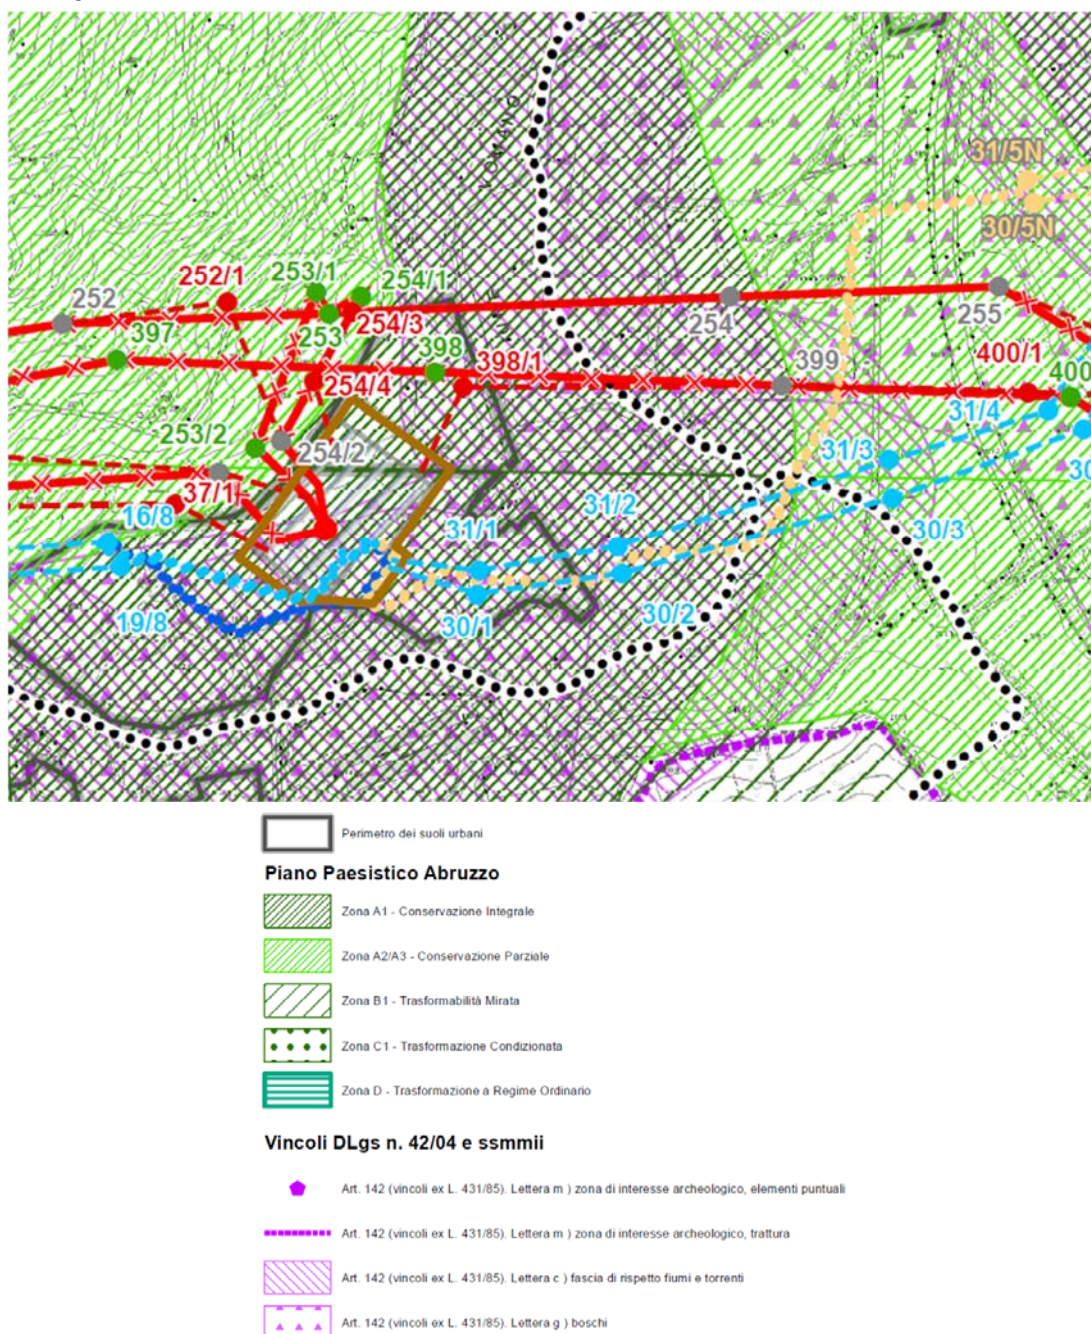 31/5N
30/5N
252/1
253/1
254/1
252
253
254/3
254
255
397
398
398/1
399
400/1
400
254/4
31/4
253/2
254/2
31/3
30
37/1
16/8
31/1
31/2
30/3
19/8
30/1
30/2
Perimetro dei suoli urbani
Piano Paesistico Abruzzo
Zona A1 - Conservazione Integrale
Zona A2/A3 - Conservazione Parziale
Zona B1 - Trasformabilità Mirata
Zona C1 - Trasformazione Condizionata
Zona D - Trasformazione a Regime Ordinario
Vincoli DLgs n. 42/04 e ssmmii
Art. 142 (vincoli ex L. 431/85). Lettera m ) zona di interesse archeologico, elementi puntuali
Art. 142 (vincoli ex L. 431/85). Lettera m ) zona di interesse archeologico, trattura
Art. 142 (vincoli ex L. 431/85). Lettera c ) fascia di rispetto fiumi e torrenti
Art. 142 (vincoli ex L. 431/85). Lettera g ) boschi